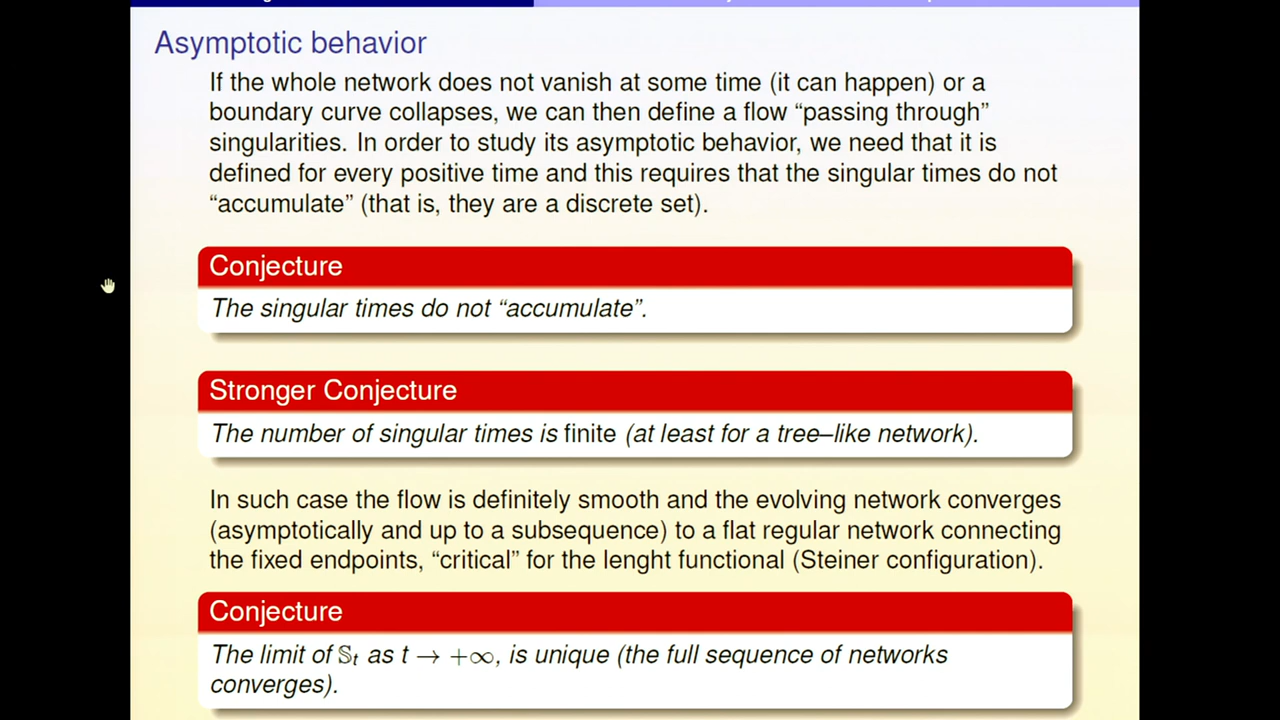 Asymptotic behavior
If the whole network does not vanish at some time (it can happen) or a
boundary curve collapses, we can then define a flow “passing through”
singularities. In order to study its asymptotic behavior, we need that it is
defined for every positive time and this requires that the singular times do not
“accumulate” (that is, they are a discrete set).
Conjecture
The singular times do not “accumulate”.
Stronger Conjecture
The number of singular times is finite (at least for a tree–like network).
In such case the flow is definitely smooth and the evolving network converges
(asymptotically and up to a subsequence) to a flat regular network connecting
the fixed endpoints, “critical” for the lenght functional (Steiner configuration).
Conjecture
The limit of 𝕊ₜ as t → +∞, is unique (the full sequence of networks
converges).